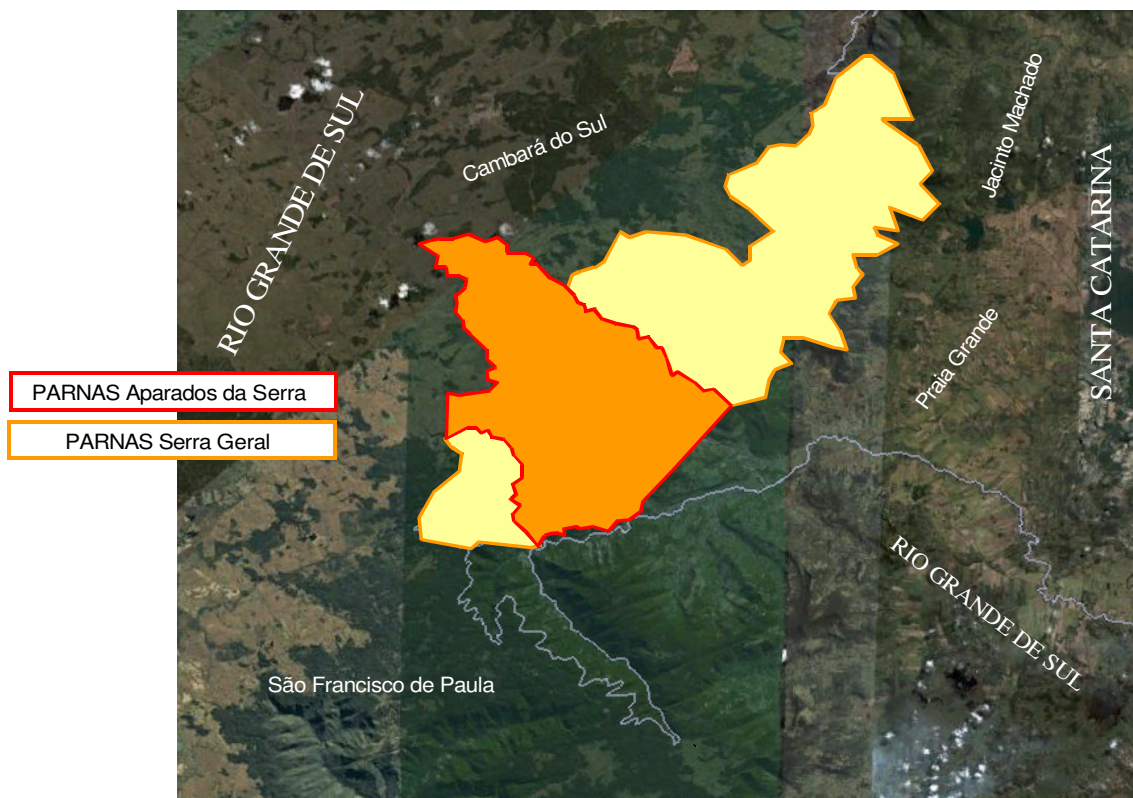 Jacinto Machado
RIO GRANDE DE SUL
Cambará do Sul
SANTA CATARINA
Praia Grande
PARNAS Aparados da Serra
PARNAS Serra Geral
RIO GRANDE DE SUL
São Francisco de Paula